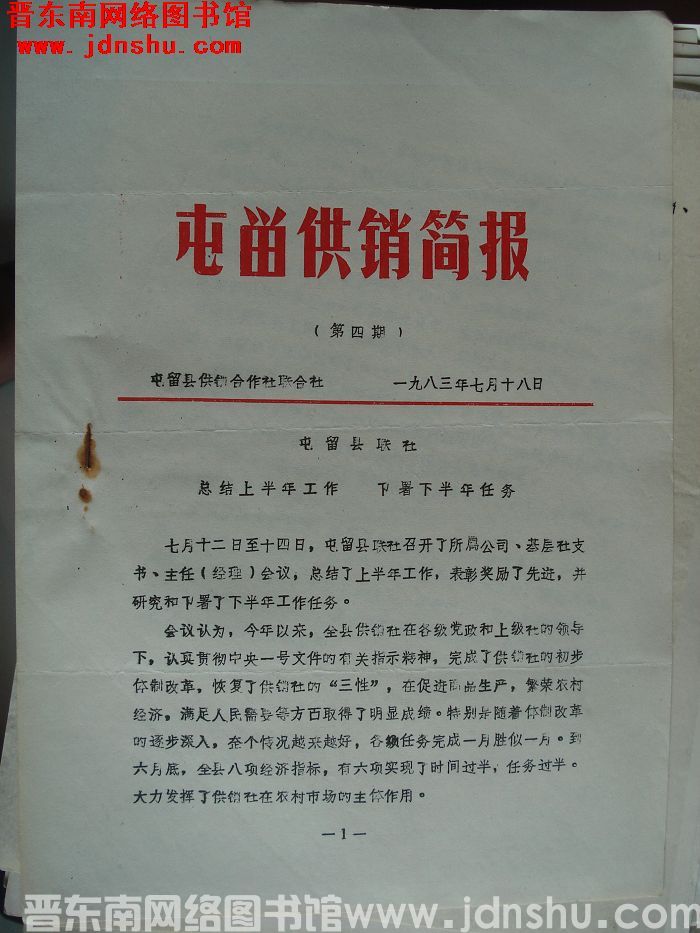 晋东南网络图书馆
www.jdnshu.com
屯留供销简报
（第四期）
屯留县供销合作社联合社 一九八三年七月十八日
屯留县联社
总结上半年工作 卩署下半年任务
七月十二日至十四日，屯留县联社召开了所属公司、基层社支
书、主任（经理）会议，总结了上半年工作，表彰奖励了先进，并
研究和卩署了下半年工作任务。
会议认为，今年以来，全县供销社在各级党政和上级社的领导
下，认真贯彻中央一号文件的有关指示精神，完成了供销社的初步
体制改革，恢复了供销社的“三性”，在促进商品生产，繁荣农村
经济，满足人民需要等方面取得了明显成绩。特别是随着体制改革
的逐步深入，整个情况越来越好，各项任务完成一月胜似一月。到
六月底，全县八项经济指标，有六项实现了时间过半，任务过半。
大力发挥了供销社在农村市场的主体作用。
—1—
晋东南网络图书馆www.jdnshu.com